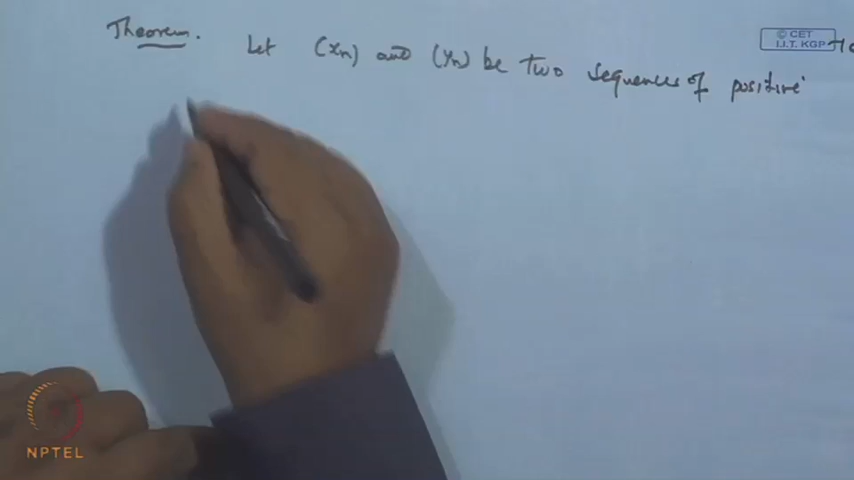 Theorem. Let (xn) and (yn) be two sequences of positive
© CET
I.I.T. KGP
NPTEL